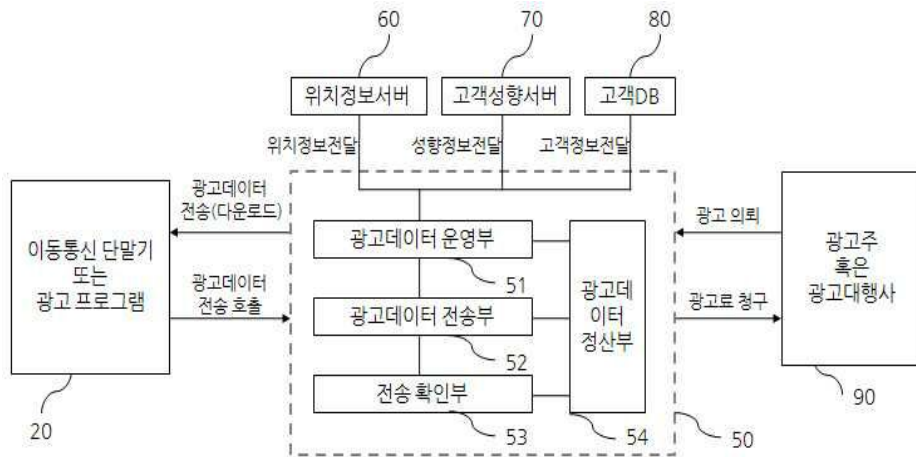 60
70
80
위치정보서버
고객성향서버
고객DB
위치정보전달
성향정보전달
고객정보전달
광고데이터
전송(다운로드)
광고 의뢰
이동통신 단말기
또는
광고 프로그램
광고데이터 운영부
51
광고데이터
전송 호출
광고데이터 전송부
52
광고데
이터
정산부
광고주
혹은
광고대행사
광고료 청구
전송 확인부
20
53
54
50
90